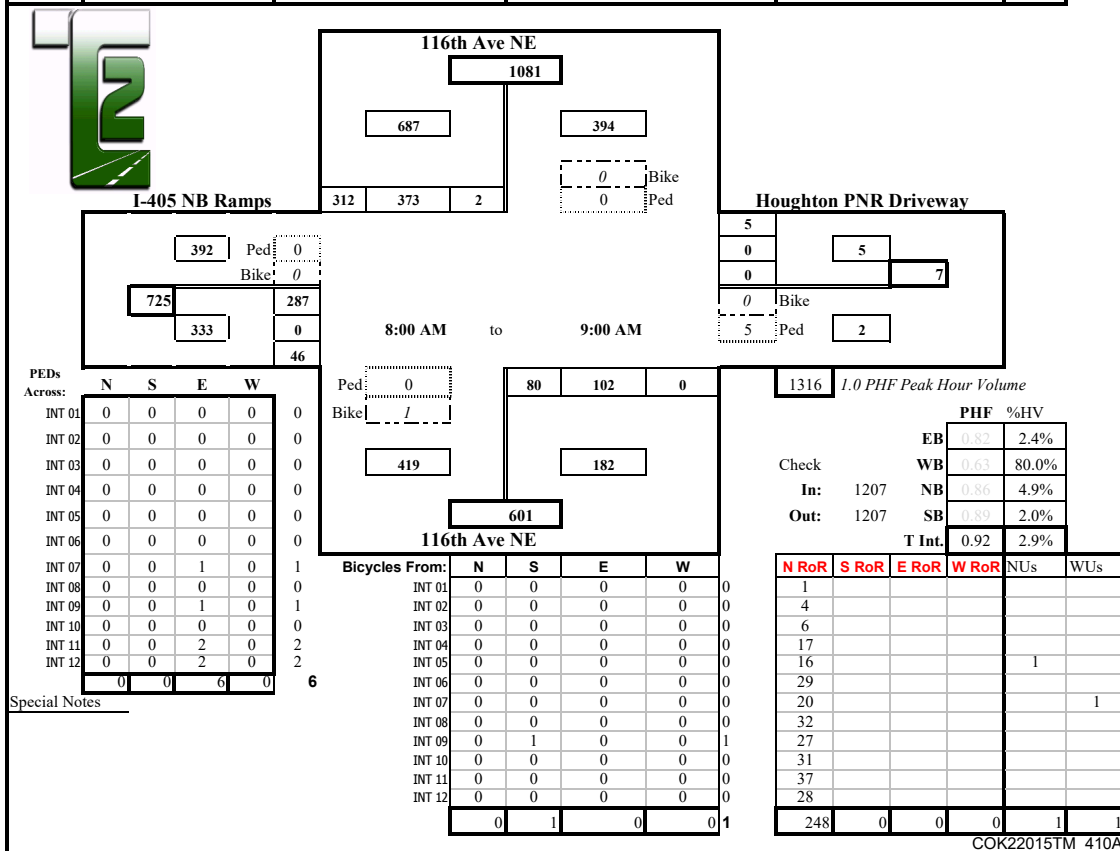 T2
116th Ave NE
1081
687 394
0 Bike
0 Ped
I-405 NB Ramps
312 373 2
Houghton PNR Driveway
5
392 Ped 0
0 5
Bike 0
0 7
725 287
0 Bike
333 0
8:00 AM to 9:00 AM
5 Ped 2
46
PEDs Across: N S E W
Ped 0
80 102 0
1316 1.0 PHF Peak Hour Volume
INT 01 0 0 0 0 0
Bike 1
PHF %HV
INT 02 0 0 0 0 0
EB 0.82 2.4%
INT 03 0 0 0 0 0
419 182
Check WB 0.63 80.0%
INT 04 0 0 0 0 0
In: 1207 NB 0.86 4.9%
INT 05 0 0 0 0 0
601
Out: 1207 SB 0.89 2.0%
INT 06 0 0 0 0 0
116th Ave NE
T Int. 0.92 2.9%
INT 07 0 0 1 0 1
INT 08 0 0 0 0 0
INT 09 0 0 1 0 1
INT 10 0 0 0 0 0
INT 11 0 0 2 0 2
INT 12 0 0 2 0 2
0 0 6 0 6
Special Notes
Bicycles From: N S E W
INT 01 0 0 0 0 0
INT 02 0 0 0 0 0
INT 03 0 0 0 0 0
INT 04 0 0 0 0 0
INT 05 0 0 0 0 0
INT 06 0 0 0 0 0
INT 07 0 0 0 0 0
INT 08 0 0 0 0 0
INT 09 0 1 0 0 1
INT 10 0 0 0 0 0
INT 11 0 0 0 0 0
INT 12 0 0 0 0 0
0 1 0 0 1
N RoR S RoR E RoR W RoR NUs WUs
1
4
6
17
16 1
29
20 1
32
27
31
37
28
248 0 0 0 1 1
COK22015TM_410A